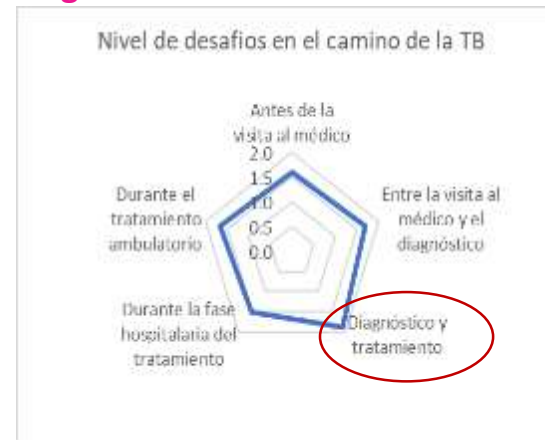 Nivel de desafios en el camino de la TB
Antes de la
visita al médico
2.0
1.5
1.0
0.5
0.0
Entre la visita al
médico y el
diagnóstico
Diagnóstico y
tratamiento
Durante la fase
hospitalaria del
tratamiento
Durante el
tratamiento
ambulatorio